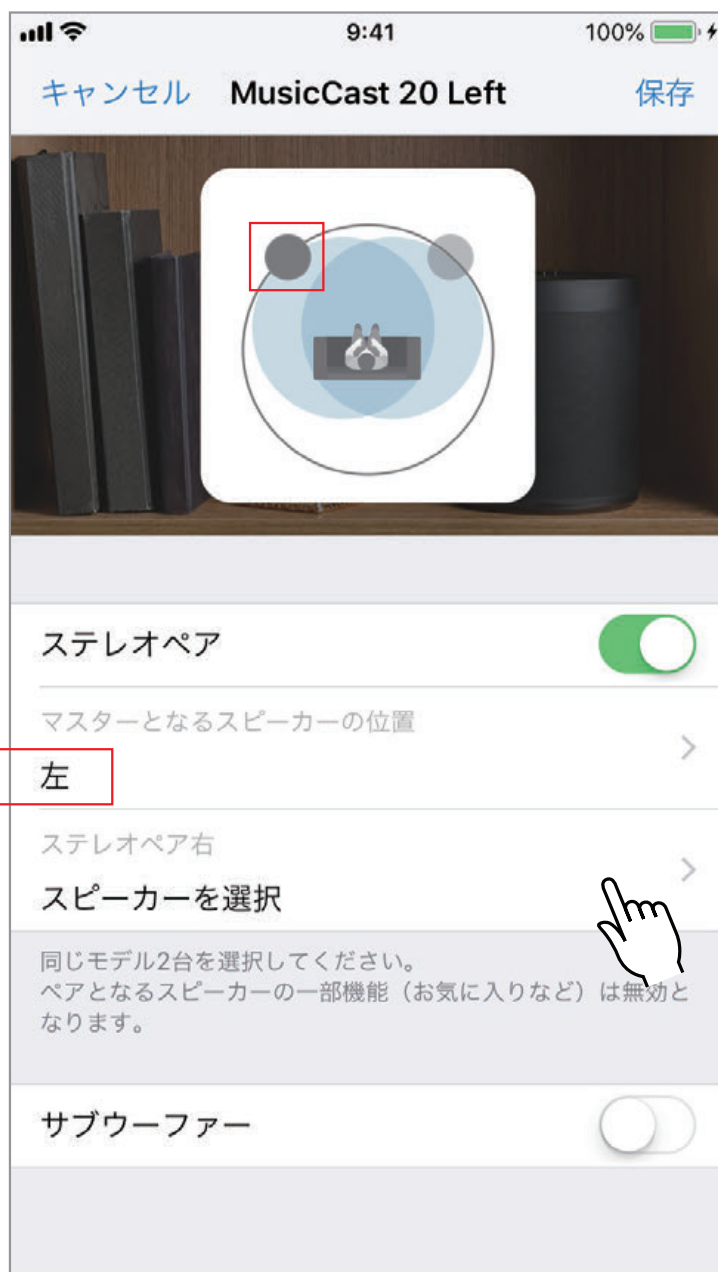 9:41
100%
キャンセル
MusicCast 20 Left
保存
ステレオペア
マスターとなるスピーカーの位置
左
ステレオペア右
スピーカーを選択
同じモデル2台を選択してください。
ペアとなるスピーカーの一部機能（お気に入りなど）は無効と
なります。
サブウーファー